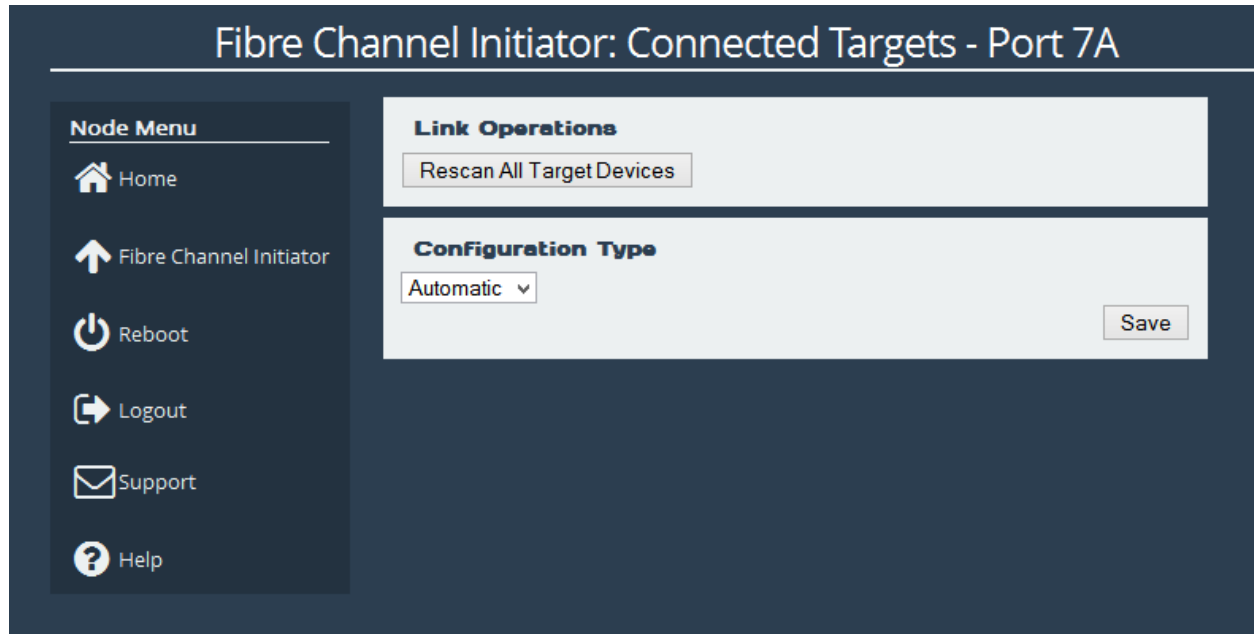 Fibre Channel Initiator: Connected Targets - Port 7A
Node Menu
Home
Fibre Channel Initiator
Reboot
Logout
Support
Help
Link Operations
Rescan All Target Devices
Configuration Type
Automatic
Save